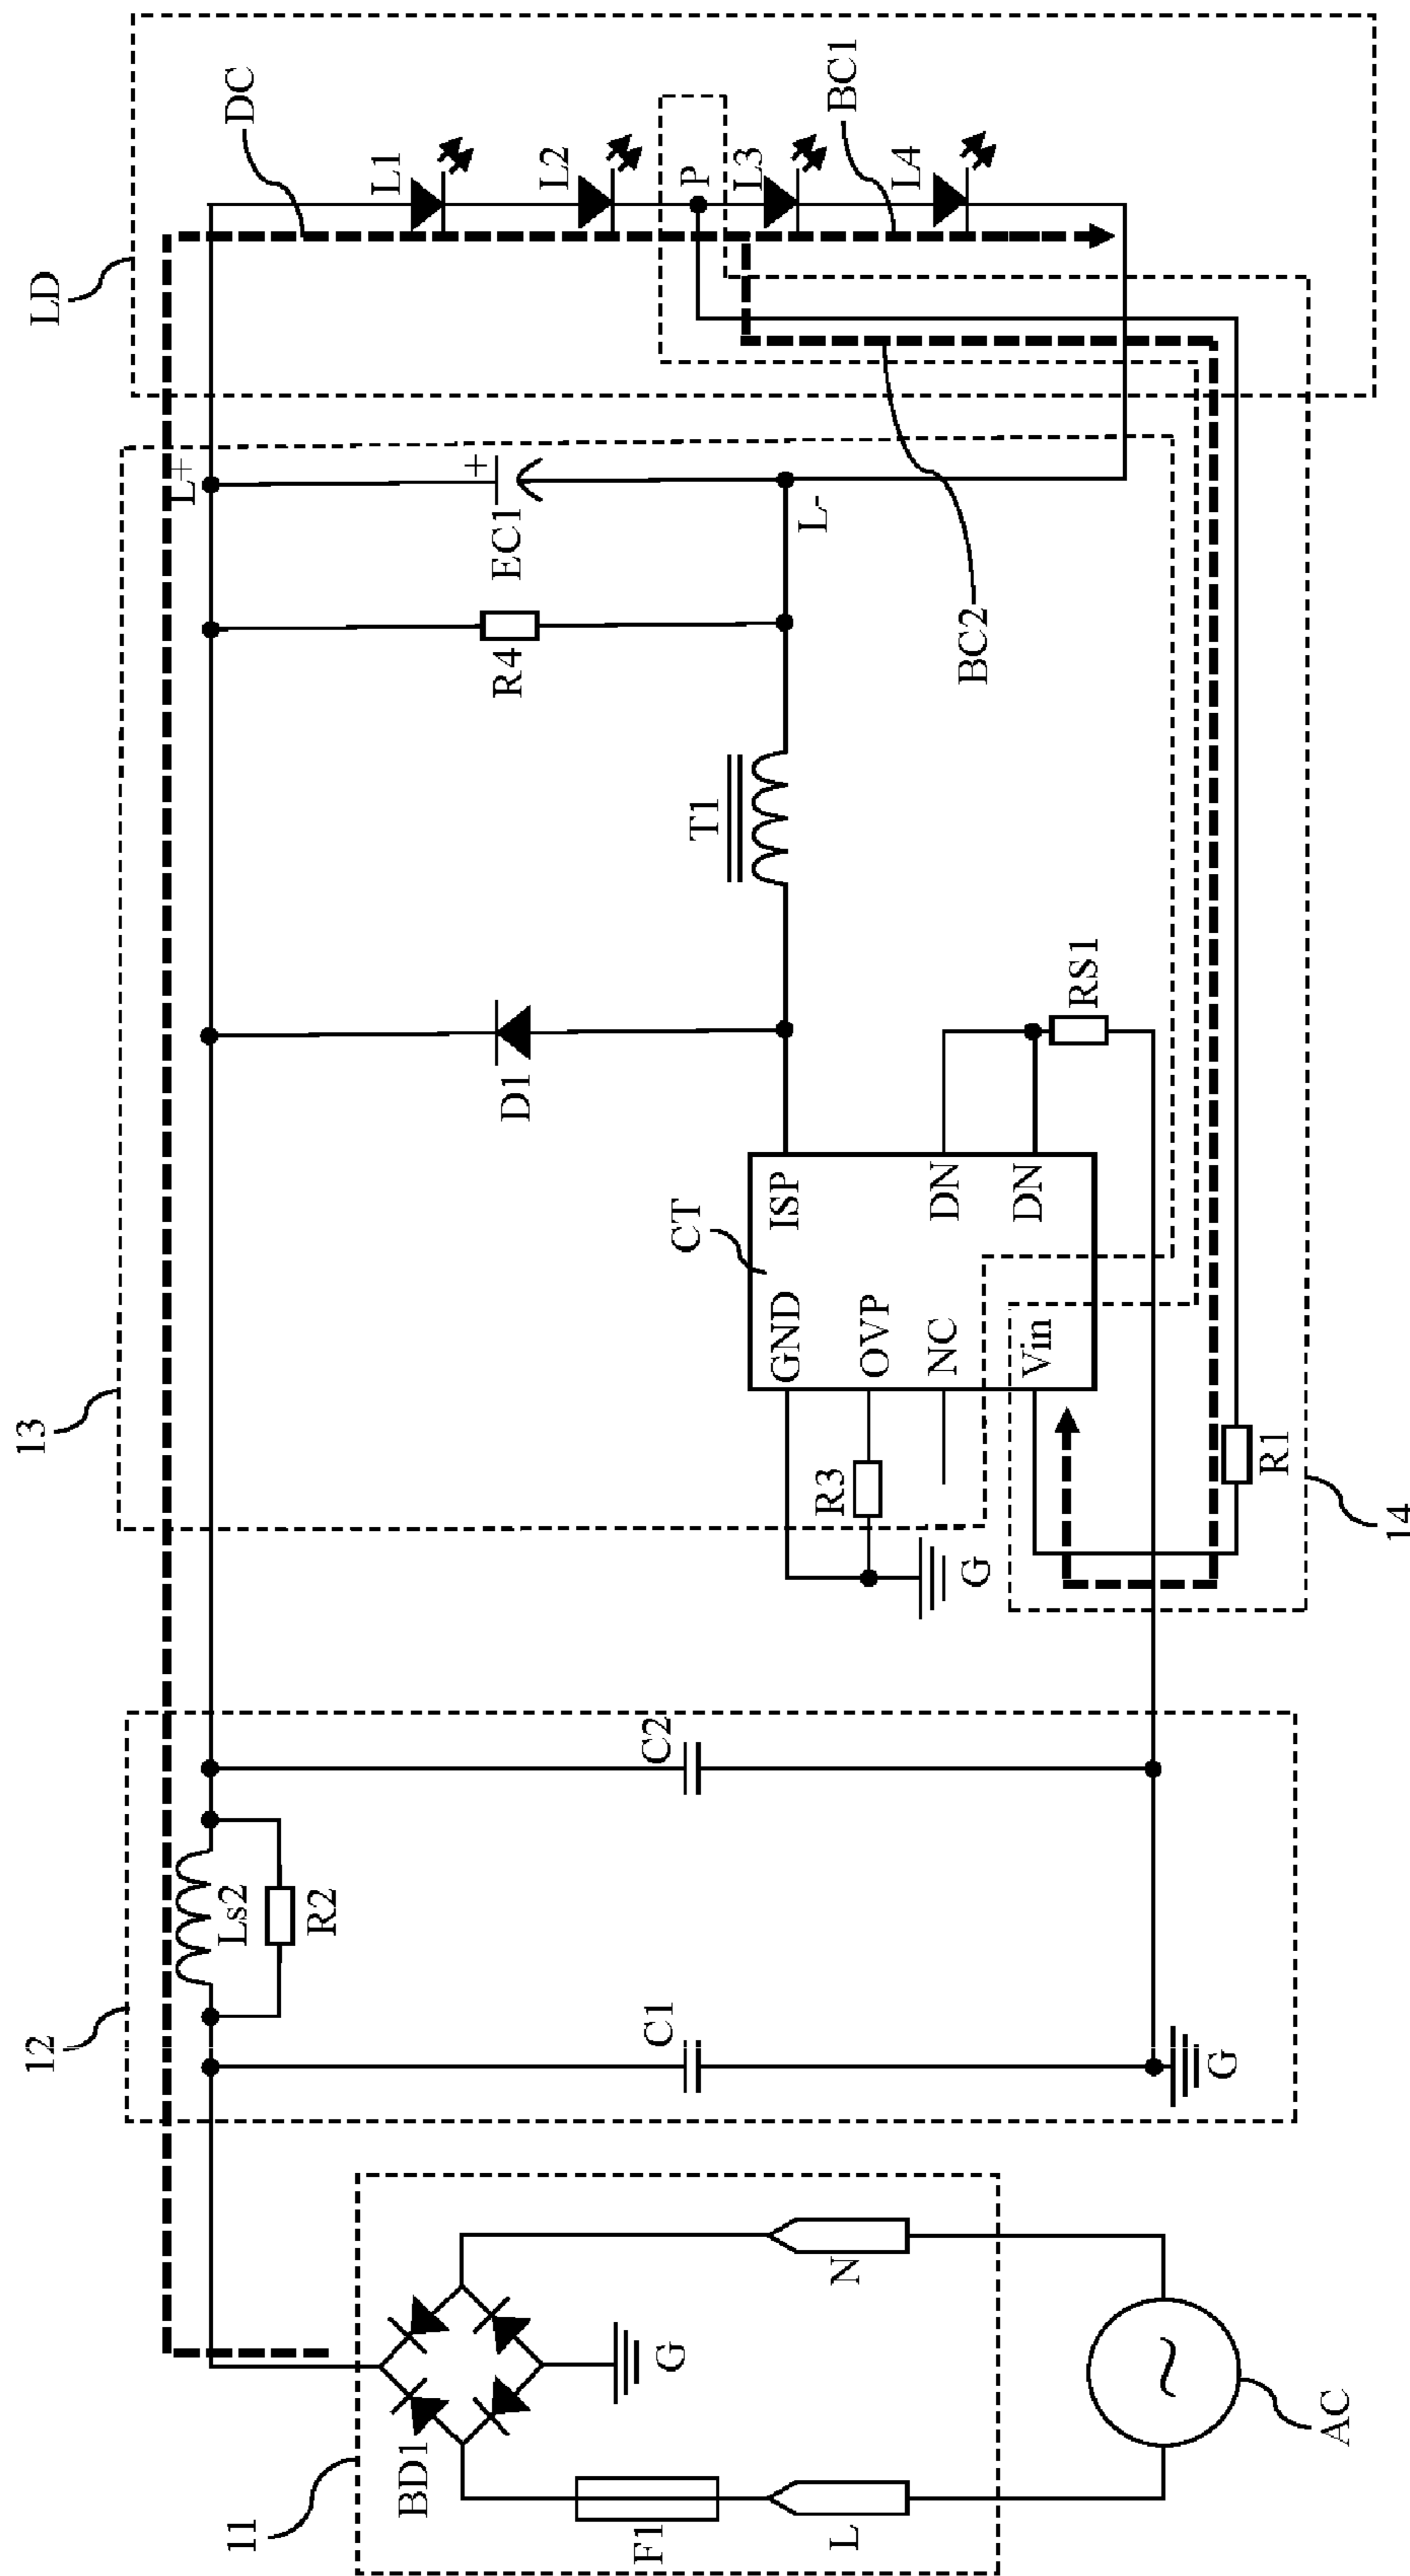 LD
DC
L1
L2
P
L3
L4
BC1
13
L+
+
EC1
R4
L-
BC2
T1
D1
RS1
CT
GND
ISP
OVP
NC
DN
Vin
DN
R3
G
R1
14
12
Ls2
R2
C1
C2
G
11
BD1
G
F1
L
N
AC